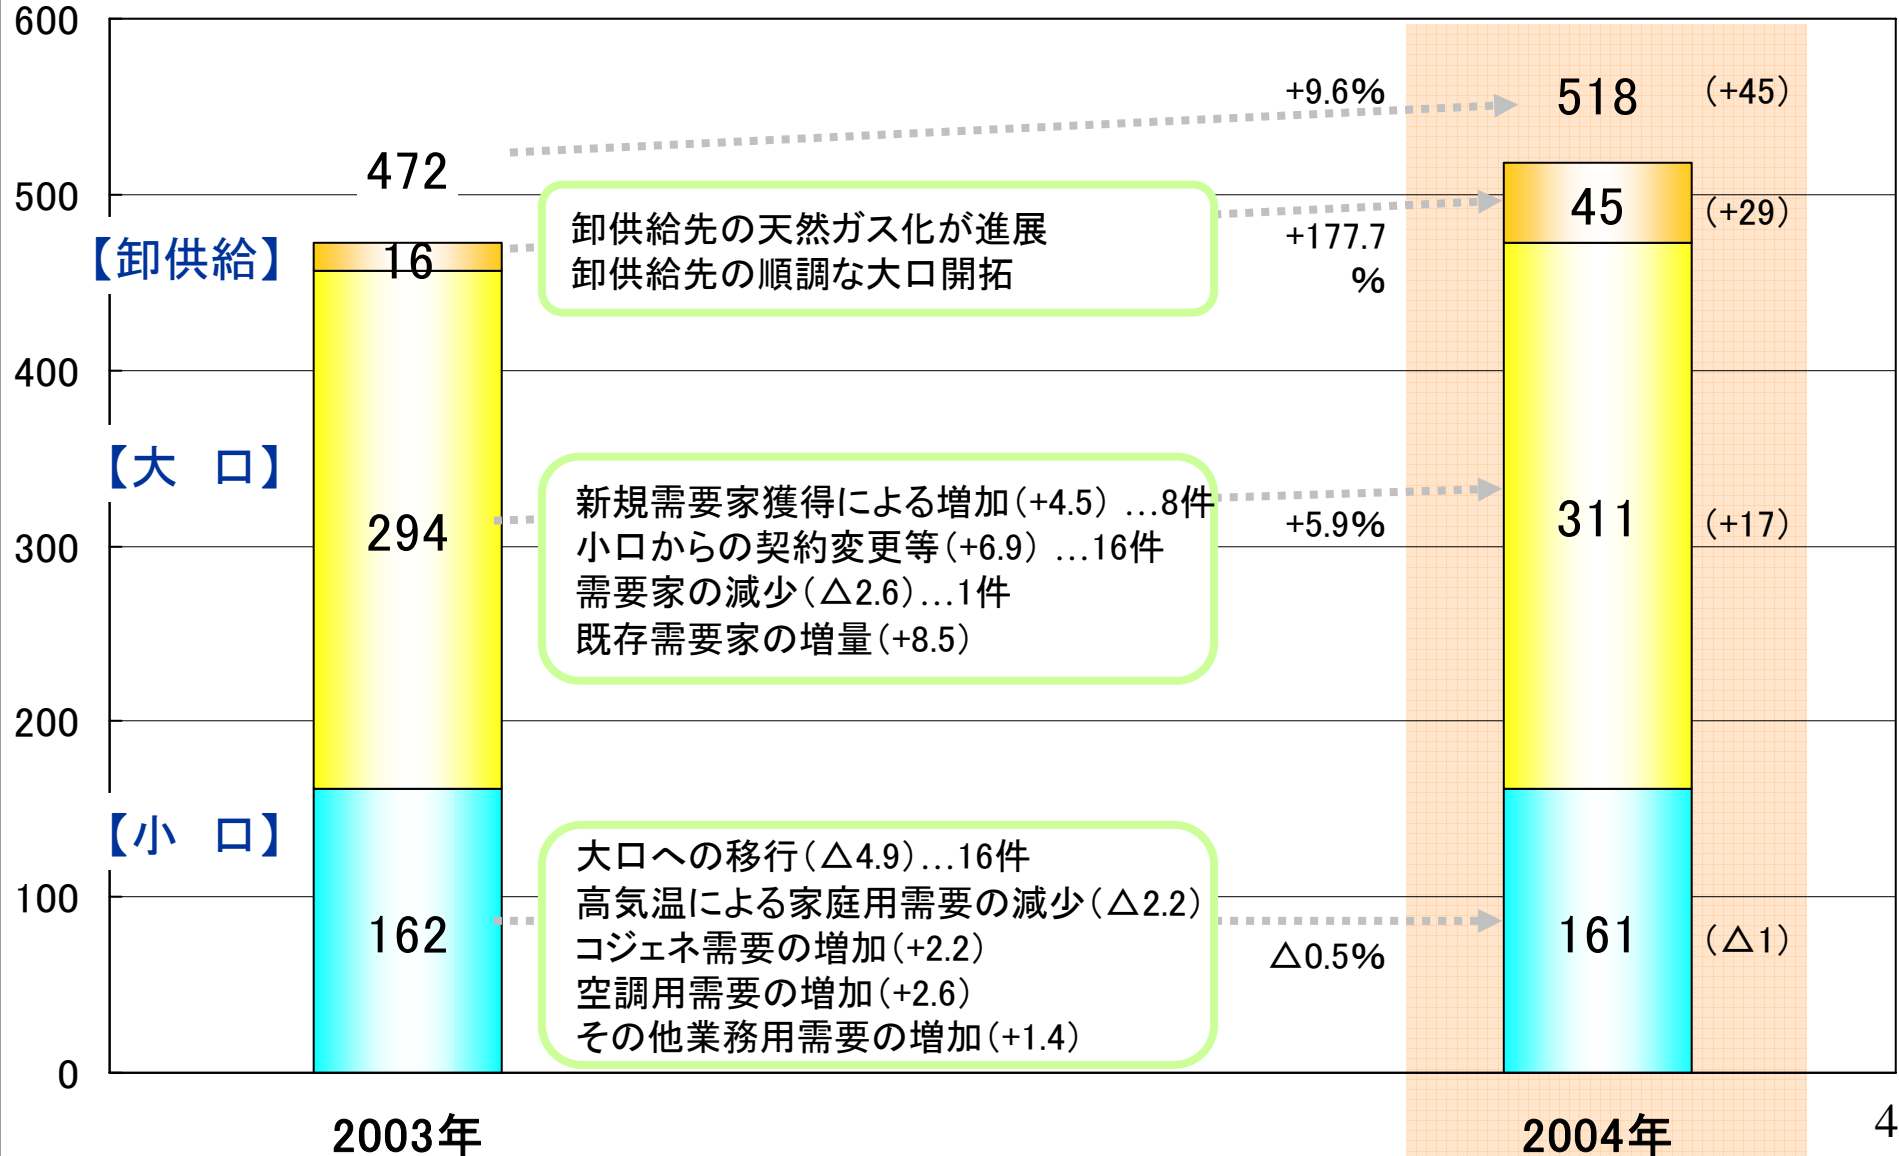 600
+9.6%
518
(+45)
472
500
【卸供給】
16
卸供給先の天然ガス化が進展
卸供給先の順調な大口開拓
+177.7
%
45
(+29)
400
【大　口】
294
新規需要家獲得による増加(+4.5) …8件
小口からの契約変更等(+6.9) …16件
需要家の減少(△2.6)…1件
既存需要家の増量(+8.5)
+5.9%
311
(+17)
300
200
【小　口】
162
大口への移行(△4.9)…16件
高気温による家庭用需要の減少(△2.2)
コジェネ需要の増加(+2.2)
空調用需要の増加(+2.6)
その他業務用需要の増加(+1.4)
△0.5%
161
(△1)
100
0
2003年
2004年
4